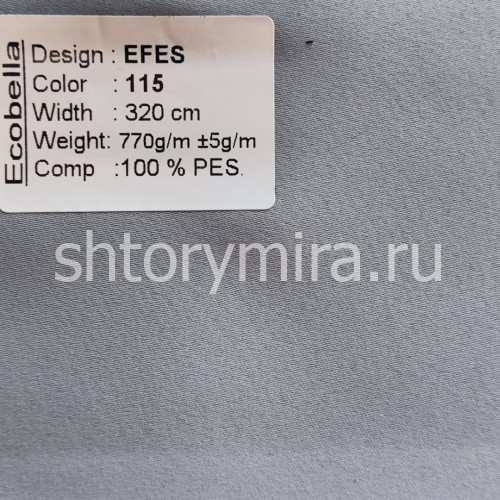 Ecobella
Design : EFES
Color : 115
Width : 320 cm
Weight: 770g/m ±5g/m
Comp :100 % PES.
shtorymira.ru